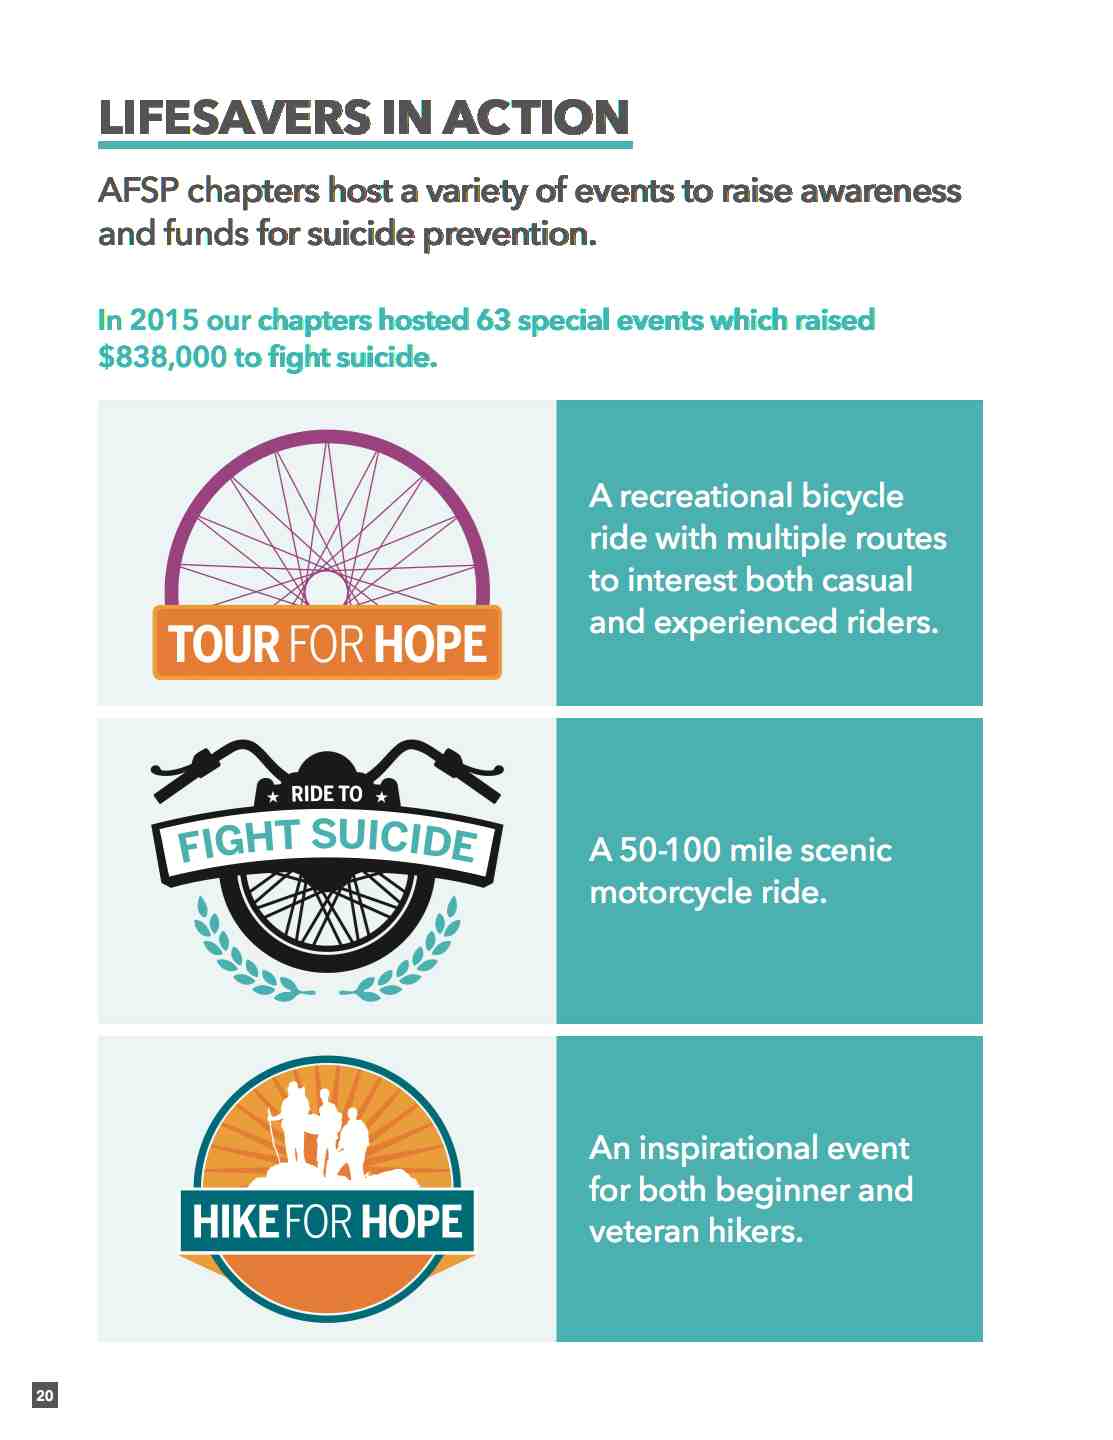 LIFESAVERS IN ACTION
AFSP chapters host a variety of events to raise awareness
and funds for suicide prevention.
In 2015 our chapters hosted 63 special events which raised
$838,000 to fight suicide.
TOUR FOR HOPE
A recreational bicycle
ride with multiple routes
to interest both casual
and experienced riders.
RIDE TO
FIGHT SUICIDE
A 50-100 mile scenic
motorcycle ride.
HIKE FOR HOPE
An inspirational event
for both beginner and
veteran hikers.
20